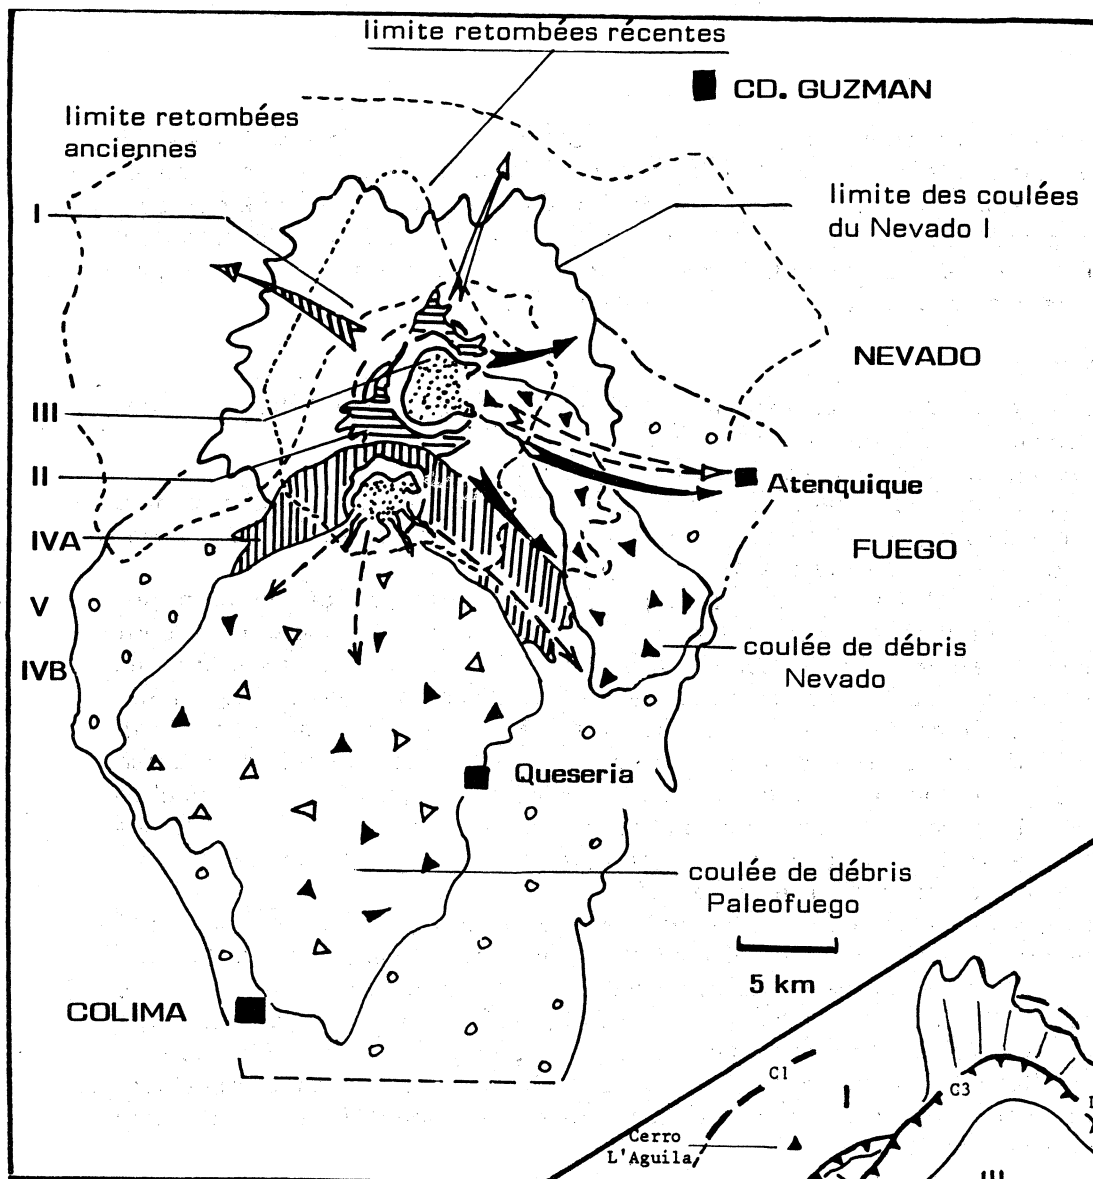 limite retombées récentes
CD. GUZMAN
limite retombées
anciennes
limite des coulées
du Nevado I
I
NEVADO
III
II
Atenquique
IVA
FUEGO
V
IVB
coulée de débris
Nevado
Queseria
coulée de débris
Paleofuego
5 km
COLIMA
C1
I
C3
Cerro
L'Aguila
III